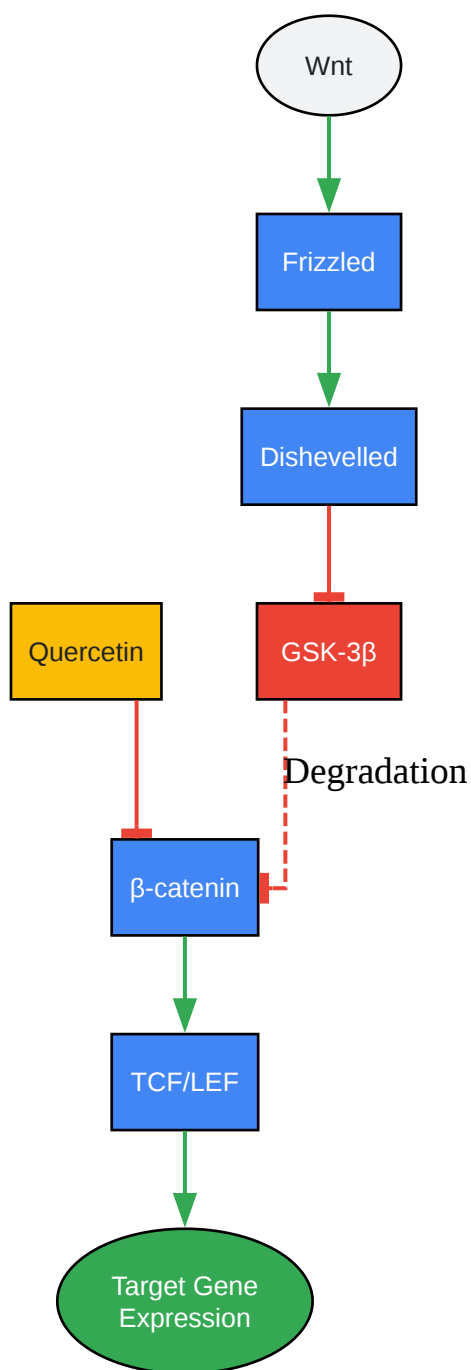 Wnt
Frizzled
Dishevelled
Quercetin
GSK-3β
Degradation
β-catenin
TCF/LEF
Target Gene
Expression